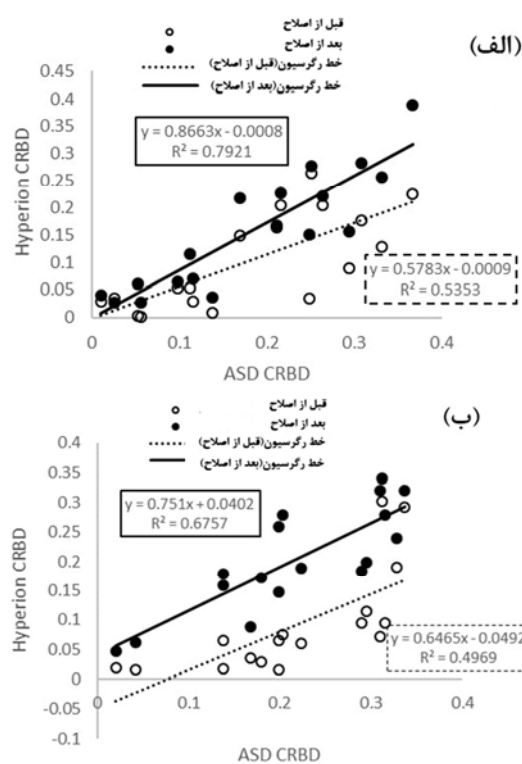 (الف)
قبل از اصلاح
بعد از اصلاح
خط رگرسیون(قبل از اصلاح)
خط رگرسیون(بعد از اصلاح)
0.45
0.4
0.35
0.3
0.25
0.2
0.15
0.1
0.05
0
Hyperion CRBD
y = 0.8663x - 0.0008
R² = 0.7921
y = 0.5783x - 0.0009
R² = 0.5353
0 0.1 0.2 0.3 0.4
ASD CRBD
(ب)
قبل از اصلاح
بعد از اصلاح
خط رگرسیون(قبل از اصلاح)
خط رگرسیون(بعد از اصلاح)
0.4
0.35
0.3
0.25
0.2
0.15
0.1
0.05
0
-0.05
-0.1
Hyperion CRBD
y = 0.751x + 0.0402
R² = 0.6757
y = 0.6465x - 0.0492
R² = 0.4969
0 0.2 0.3 0.4
ASD CRBD